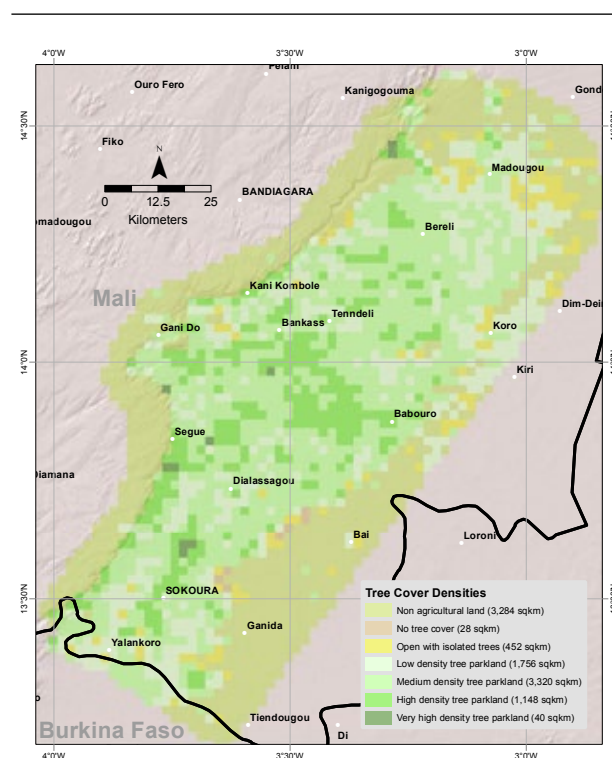 4°0'W 3°30'W 3°0'W
Pelani
Ouro Fero
Kanigogouma
Gond
14°30'N
Fiko
N
Madougou
0 12.5 25
Kilometers
BANDIAGARA
omadougou
Bereli
Mali
Kani Kombole
Dim-Dei
Gani Do
Bankass
Tenndeli
Koro
14°0'N
Kiri
Babouro
Segue
Diamana
Dialassagou
Bai
Loroni
13°30'N
SOKOURA
Ganida
Yalankoro
Tree Cover Densities
Non agricultural land (3,284 sqkm)
No tree cover (28 sqkm)
Open with isolated trees (452 sqkm)
Low density tree parkland (1,756 sqkm)
Medium density tree parkland (3,320 sqkm)
High density tree parkland (1,148 sqkm)
Very high density tree parkland (40 sqkm)
Tiendougou
Burkina Faso
Di
4°0'W 3°30'W 3°0'W